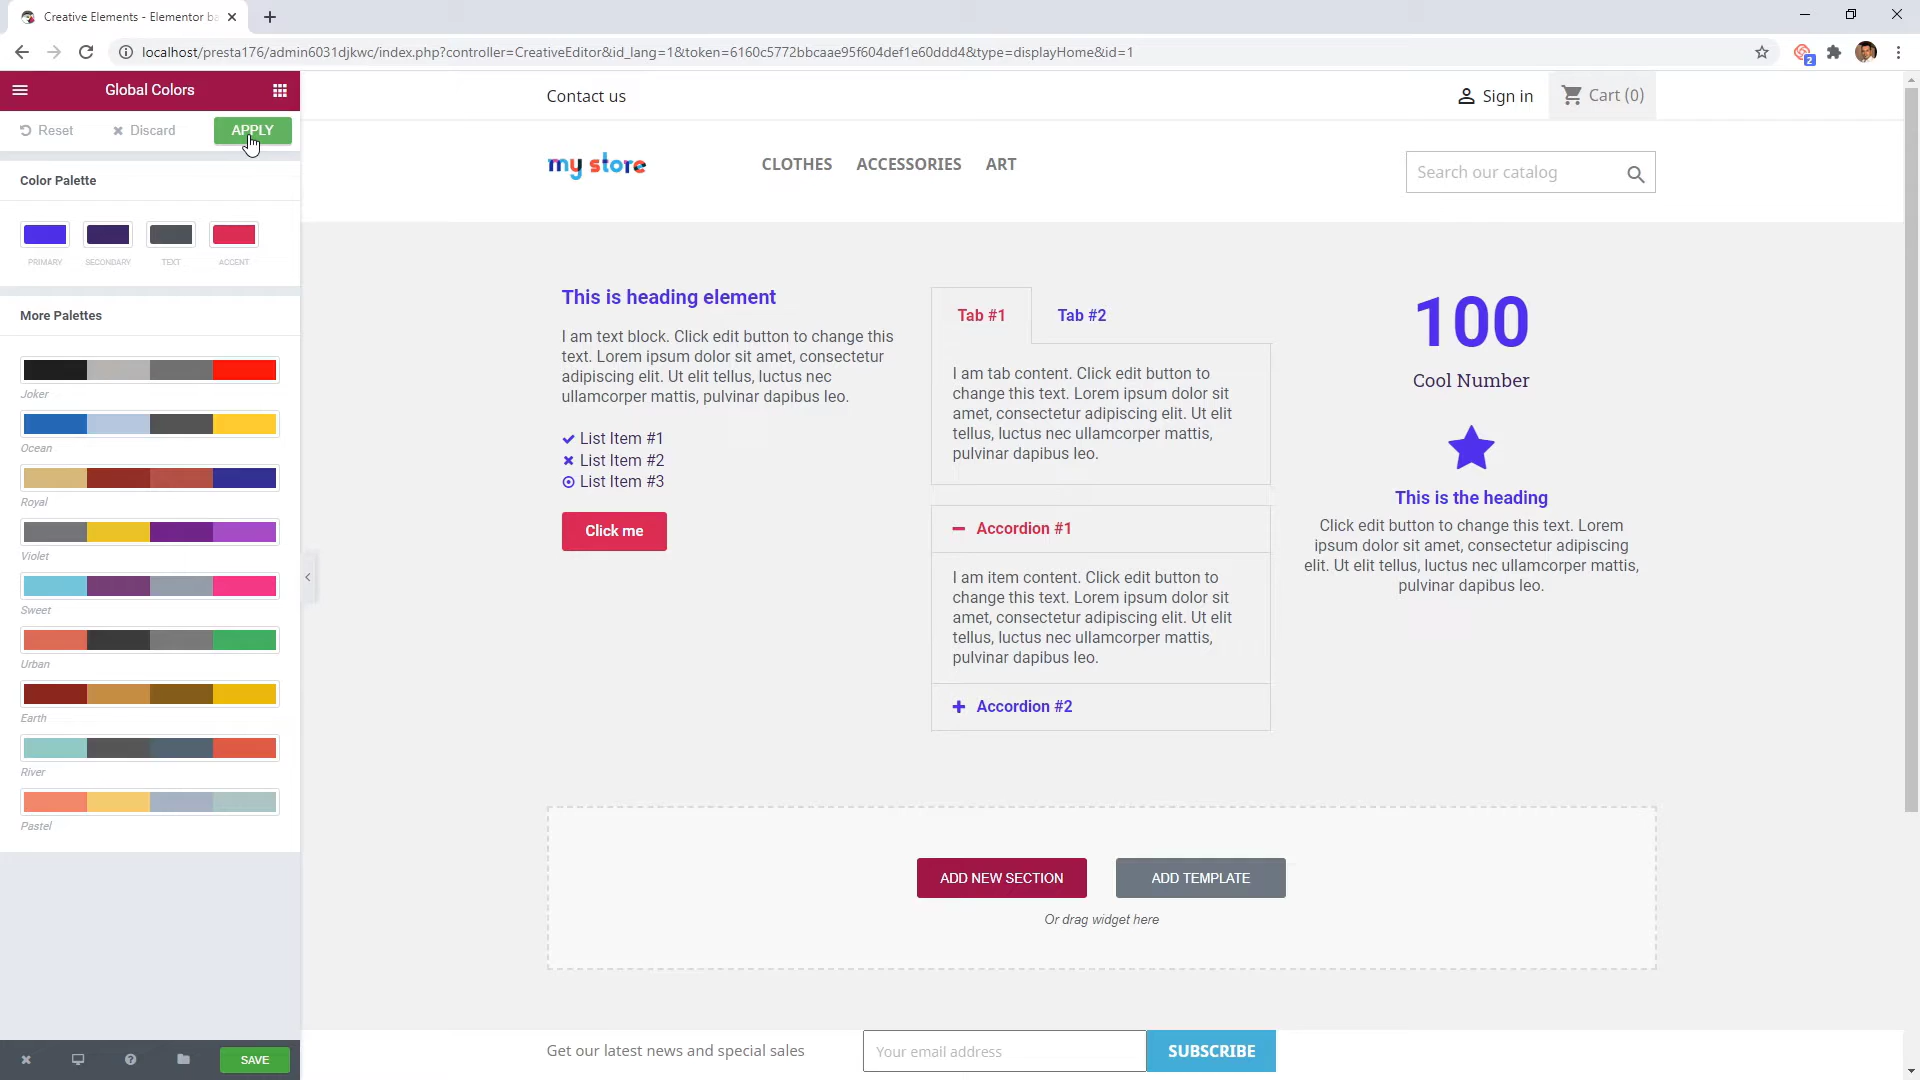 Creative Elements - Elementor ba
localhost/presta176/admin6031djkwc/index.php?controller=CreativeEditor&id_lang=1&token=6160c5772bbcaae95f604def1e60ddd4&type=displayHome&id=1
2
Global Colors
Reset
Discard
APPLY
Color Palette
PRIMARY
SECONDARY
TEXT
ACCENT
More Palettes
Joker
Ocean
Royal
Violet
Sweet
Urban
Earth
River
Pastel
SAVE
Contact us
Sign in
Cart (0)
my store
CLOTHES
ACCESSORIES
ART
Search our catalog
This is heading element
I am text block. Click edit button to change this
text. Lorem ipsum dolor sit amet, consectetur
adipiscing elit. Ut elit tellus, luctus nec
ullamcorper mattis, pulvinar dapibus leo.
List Item #1
List Item #2
List Item #3
Click me
Tab #1
Tab #2
I am tab content. Click edit button to
change this text. Lorem ipsum dolor sit
amet, consectetur adipiscing elit. Ut elit
tellus, luctus nec ullamcorper mattis,
pulvinar dapibus leo.
Accordion #1
I am item content. Click edit button to
change this text. Lorem ipsum dolor sit
amet, consectetur adipiscing elit. Ut elit
tellus, luctus nec ullamcorper mattis,
pulvinar dapibus leo.
Accordion #2
100
Cool Number
This is the heading
Click edit button to change this text. Lorem
ipsum dolor sit amet, consectetur adipiscing
elit. Ut elit tellus, luctus nec ullamcorper mattis,
pulvinar dapibus leo.
ADD NEW SECTION
ADD TEMPLATE
Or drag widget here
Get our latest news and special sales
Your email address
SUBSCRIBE